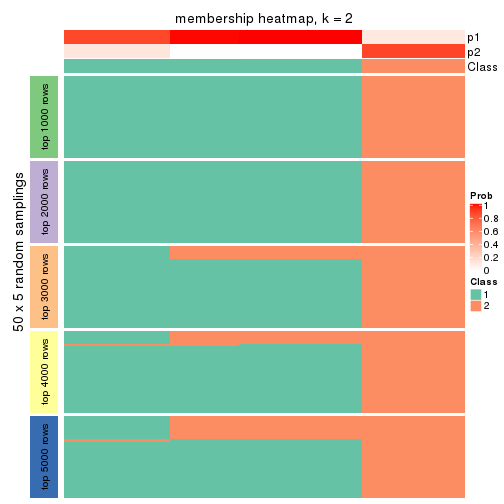 membership heatmap, k = 2
p1
p2
Class
50 x 5 random samplings
top 1000 rows
top 2000 rows
top 3000 rows
top 4000 rows
top 5000 rows
Prob
1
0.8
0.6
0.4
0.2
0
Class
1
2